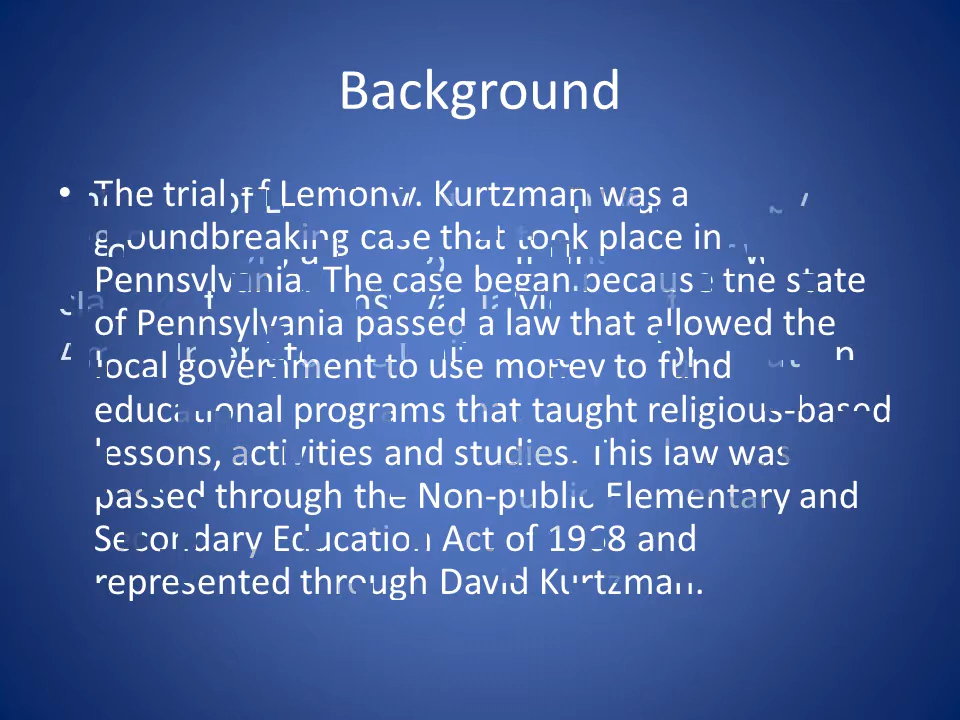 Background
• The trial of Lemon v. Kurtzman was a
groundbreaking case that took place in
Pennsylvania. The case began because the state
of Pennsylvania passed a law that allowed the
local government to use money to fund
educational programs that taught religious-based
lessons, activities and studies. This law was
passed through the Non-public Elementary and
Secondary Education Act of 1968 and
represented through David Kurtzman.